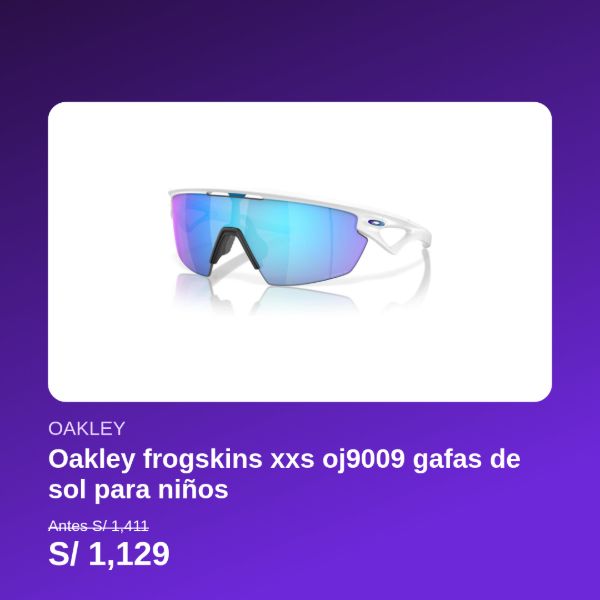 OAKLEY
Oakley frogskins xxs oj9009 gafas de
sol para niños
Antes S/ 1,411
S/ 1,129